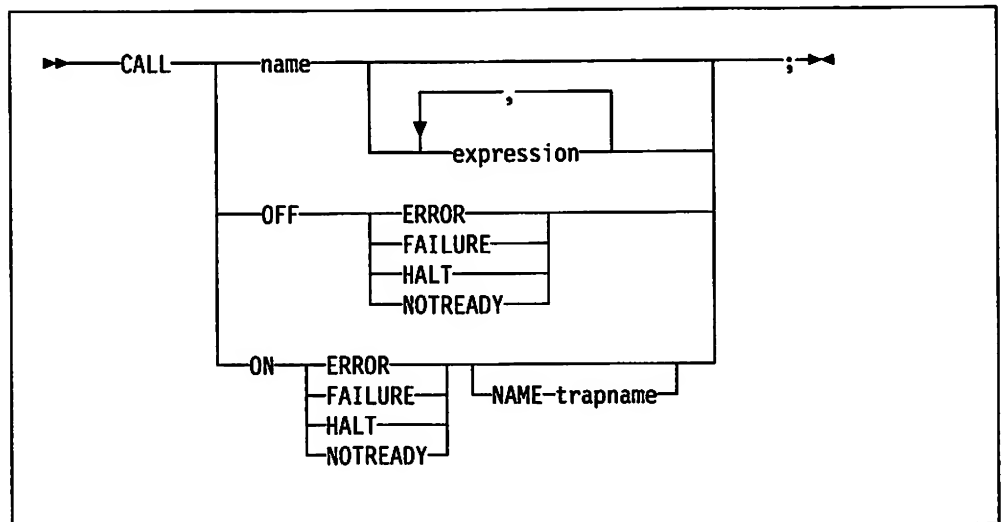 CALL name ;
,
expression
OFF ERROR
FAILURE
HALT
NOTREADY
ON ERROR
FAILURE NAME trapname
HALT
NOTREADY